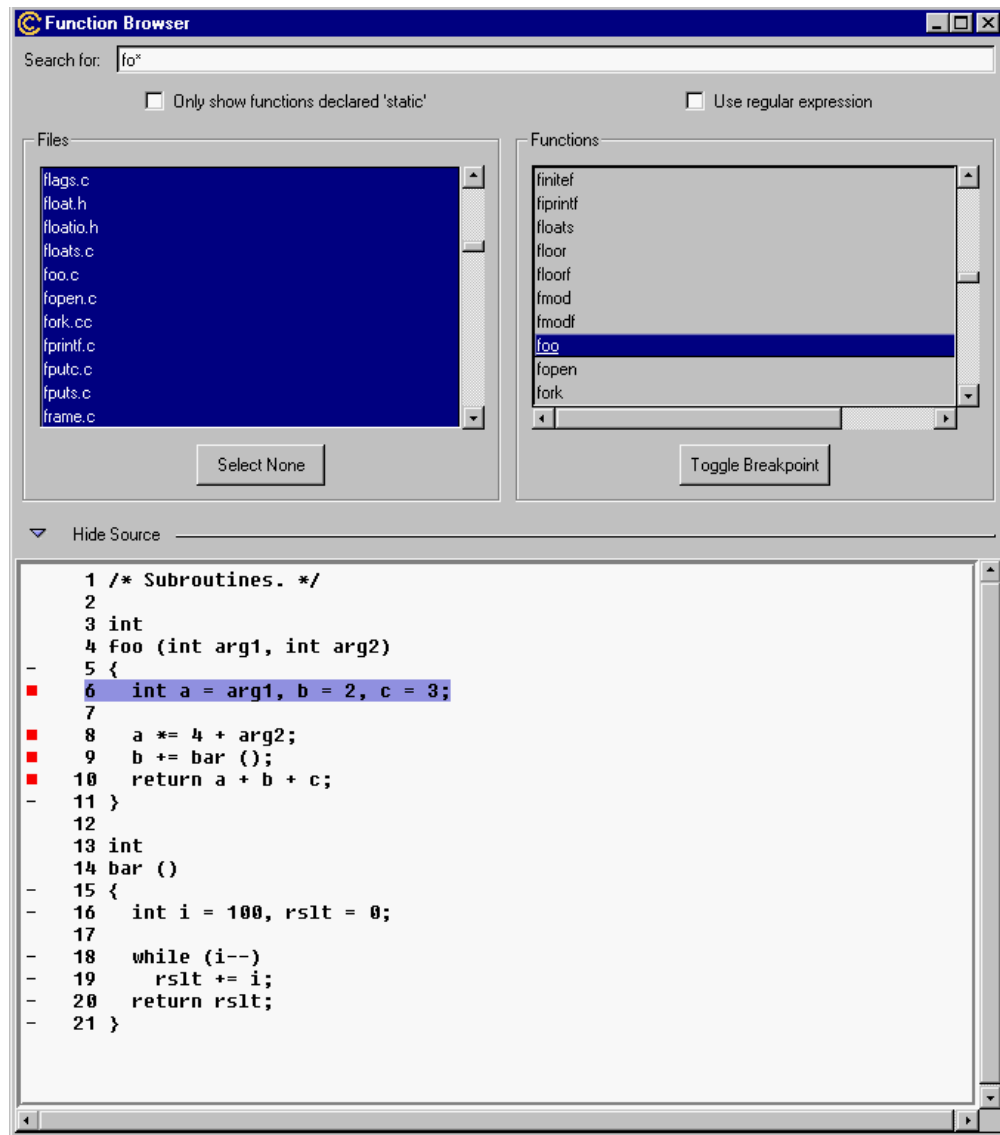 Function Browser
Search for: fo*
Only show functions declared 'static'
Use regular expression
Files
flags.c
float.h
floatio.h
floats.c
foo.c
fopen.c
fork.cc
fprintf.c
fputc.c
fputs.c
frame.c
Select None
Functions
finitef
fiprintf
floats
floor
floorf
fmod
fmodf
foo
fopen
fork
Toggle Breakpoint
Hide Source
1 /* Subroutines. */
2
3 int
4 foo (int arg1, int arg2)
- 5 {
6   int a = arg1, b = 2, c = 3;
7
8   a *= 4 + arg2;
9   b += bar ();
10   return a + b + c;
- 11 }
12
13 int
14 bar ()
- 15 {
- 16   int i = 100, rslt = 0;
17
- 18   while (i--)
- 19     rslt += i;
- 20   return rslt;
- 21 }